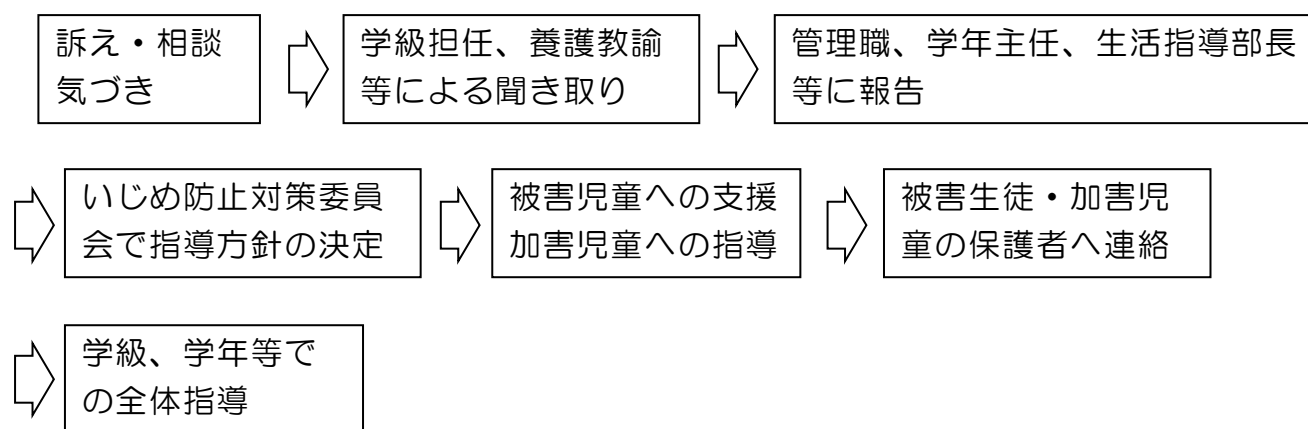 訴え・相談
気づき
学級担任、養護教諭
等による聞き取り
管理職、学年主任、生活指導部長
等に報告
いじめ防止対策委員
会で指導方針の決定
被害児童への支援
加害児童への指導
被害生徒・加害児
童の保護者へ連絡
学級、学年等で
の全体指導